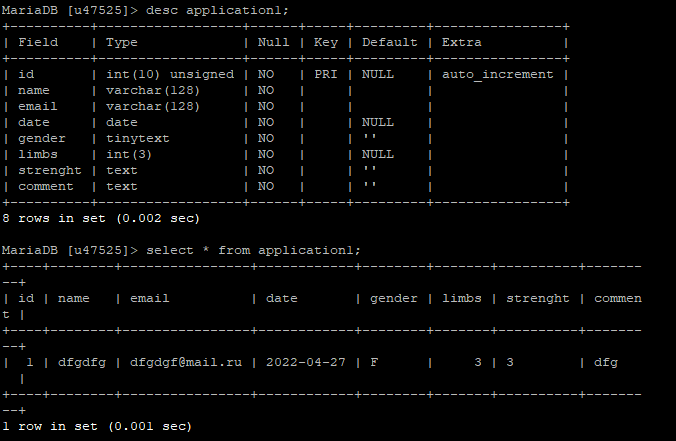 MariaDB [u47525]> desc application1;
+----------+------------------+------+-----+---------+----------------+
| Field    | Type             | Null | Key | Default | Extra          |
+----------+------------------+------+-----+---------+----------------+
| id       | int(10) unsigned | NO   | PRI | NULL    | auto_increment |
| name     | varchar(128)     | NO   |     |         |                |
| email    | varchar(128)     | NO   |     |         |                |
| date     | date             | NO   |     | NULL    |                |
| gender   | tinytext         | NO   |     | ''      |                |
| limbs    | int(3)           | NO   |     | NULL    |                |
| strenght | text             | NO   |     | ''      |                |
| comment  | text             | NO   |     | ''      |                |
+----------+------------------+------+-----+---------+----------------+
8 rows in set (0.002 sec)
MariaDB [u47525]> select * from application1;
+----+--------+----------------+------------+--------+-------+----------+-------
--+
| id | name   | email          | date       | gender | limbs | strenght | commen
t |
+----+--------+----------------+------------+--------+-------+----------+-------
--+
|  1 | dfgdfg | dfgdgf@mail.ru | 2022-04-27 | F      |     3 | 3        | dfg
  |
+----+--------+----------------+------------+--------+-------+----------+-------
--+
1 row in set (0.001 sec)